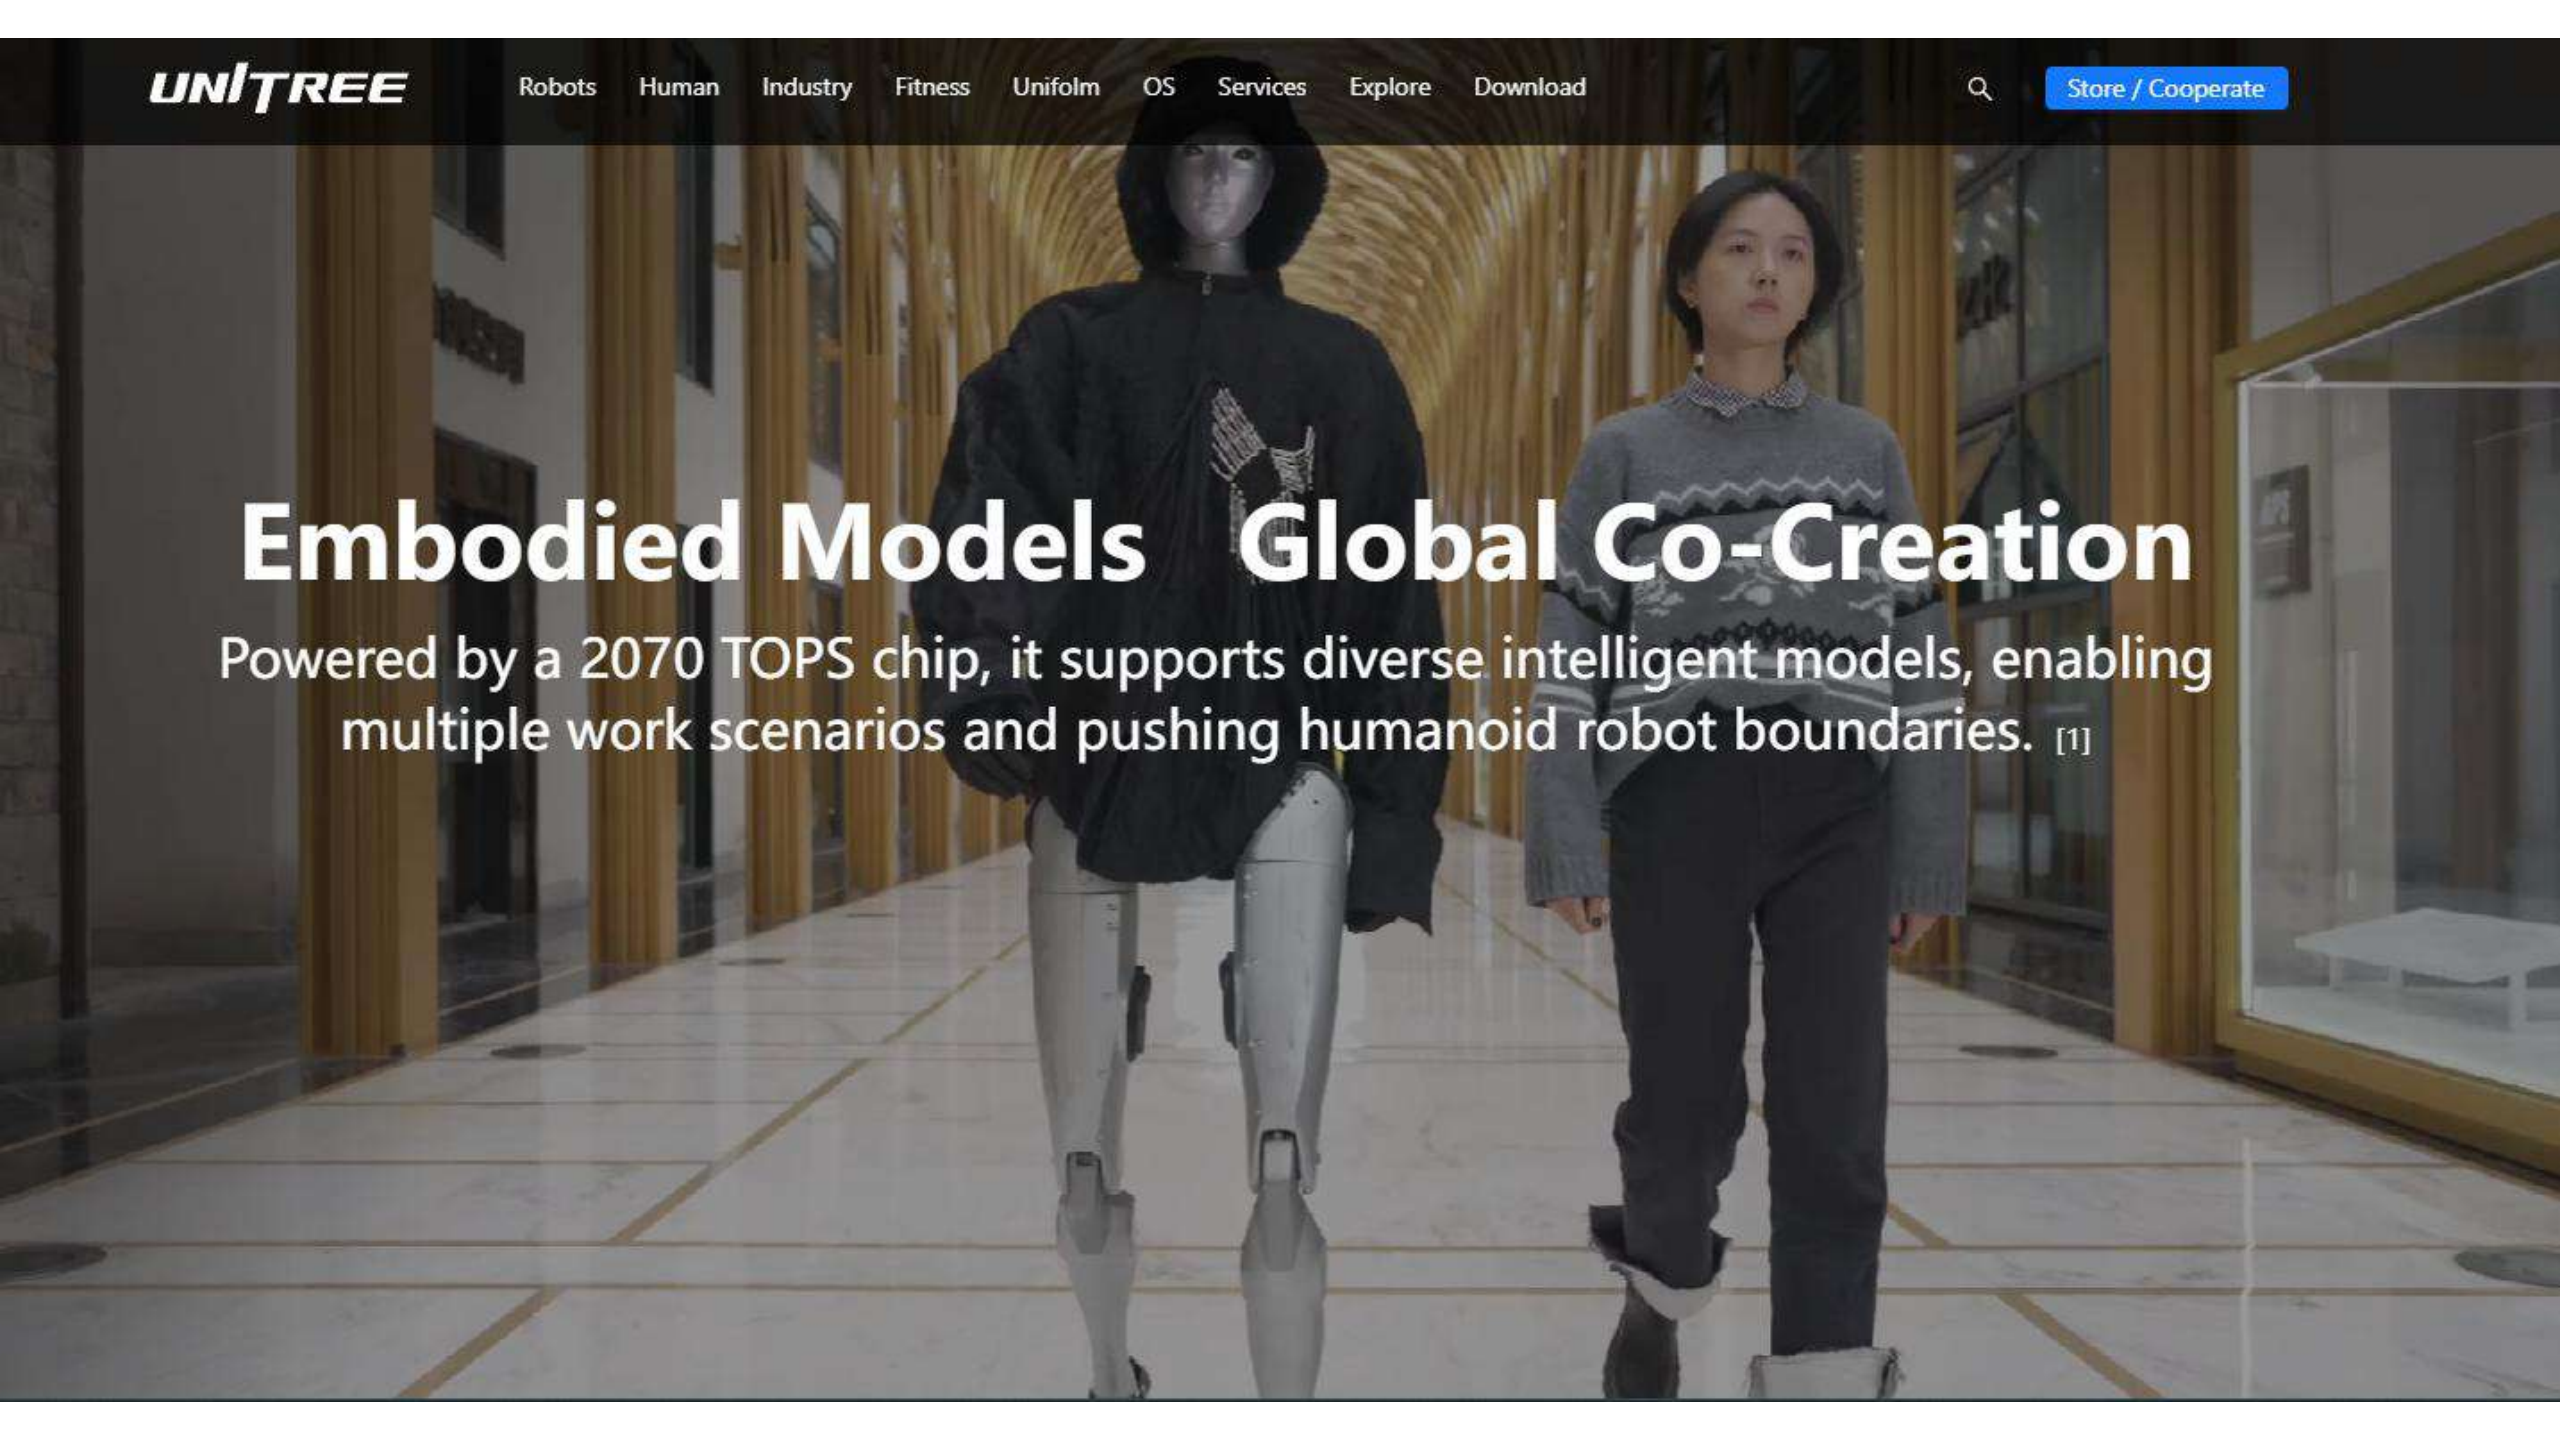 UNITREE
Robots Human Industry Fitness Unifolm OS Services Explore Download
Store / Cooperate
Embodied Models Global Co-Creation
Powered by a 2070 TOPS chip, it supports diverse intelligent models, enabling
multiple work scenarios and pushing humanoid robot boundaries. [1]